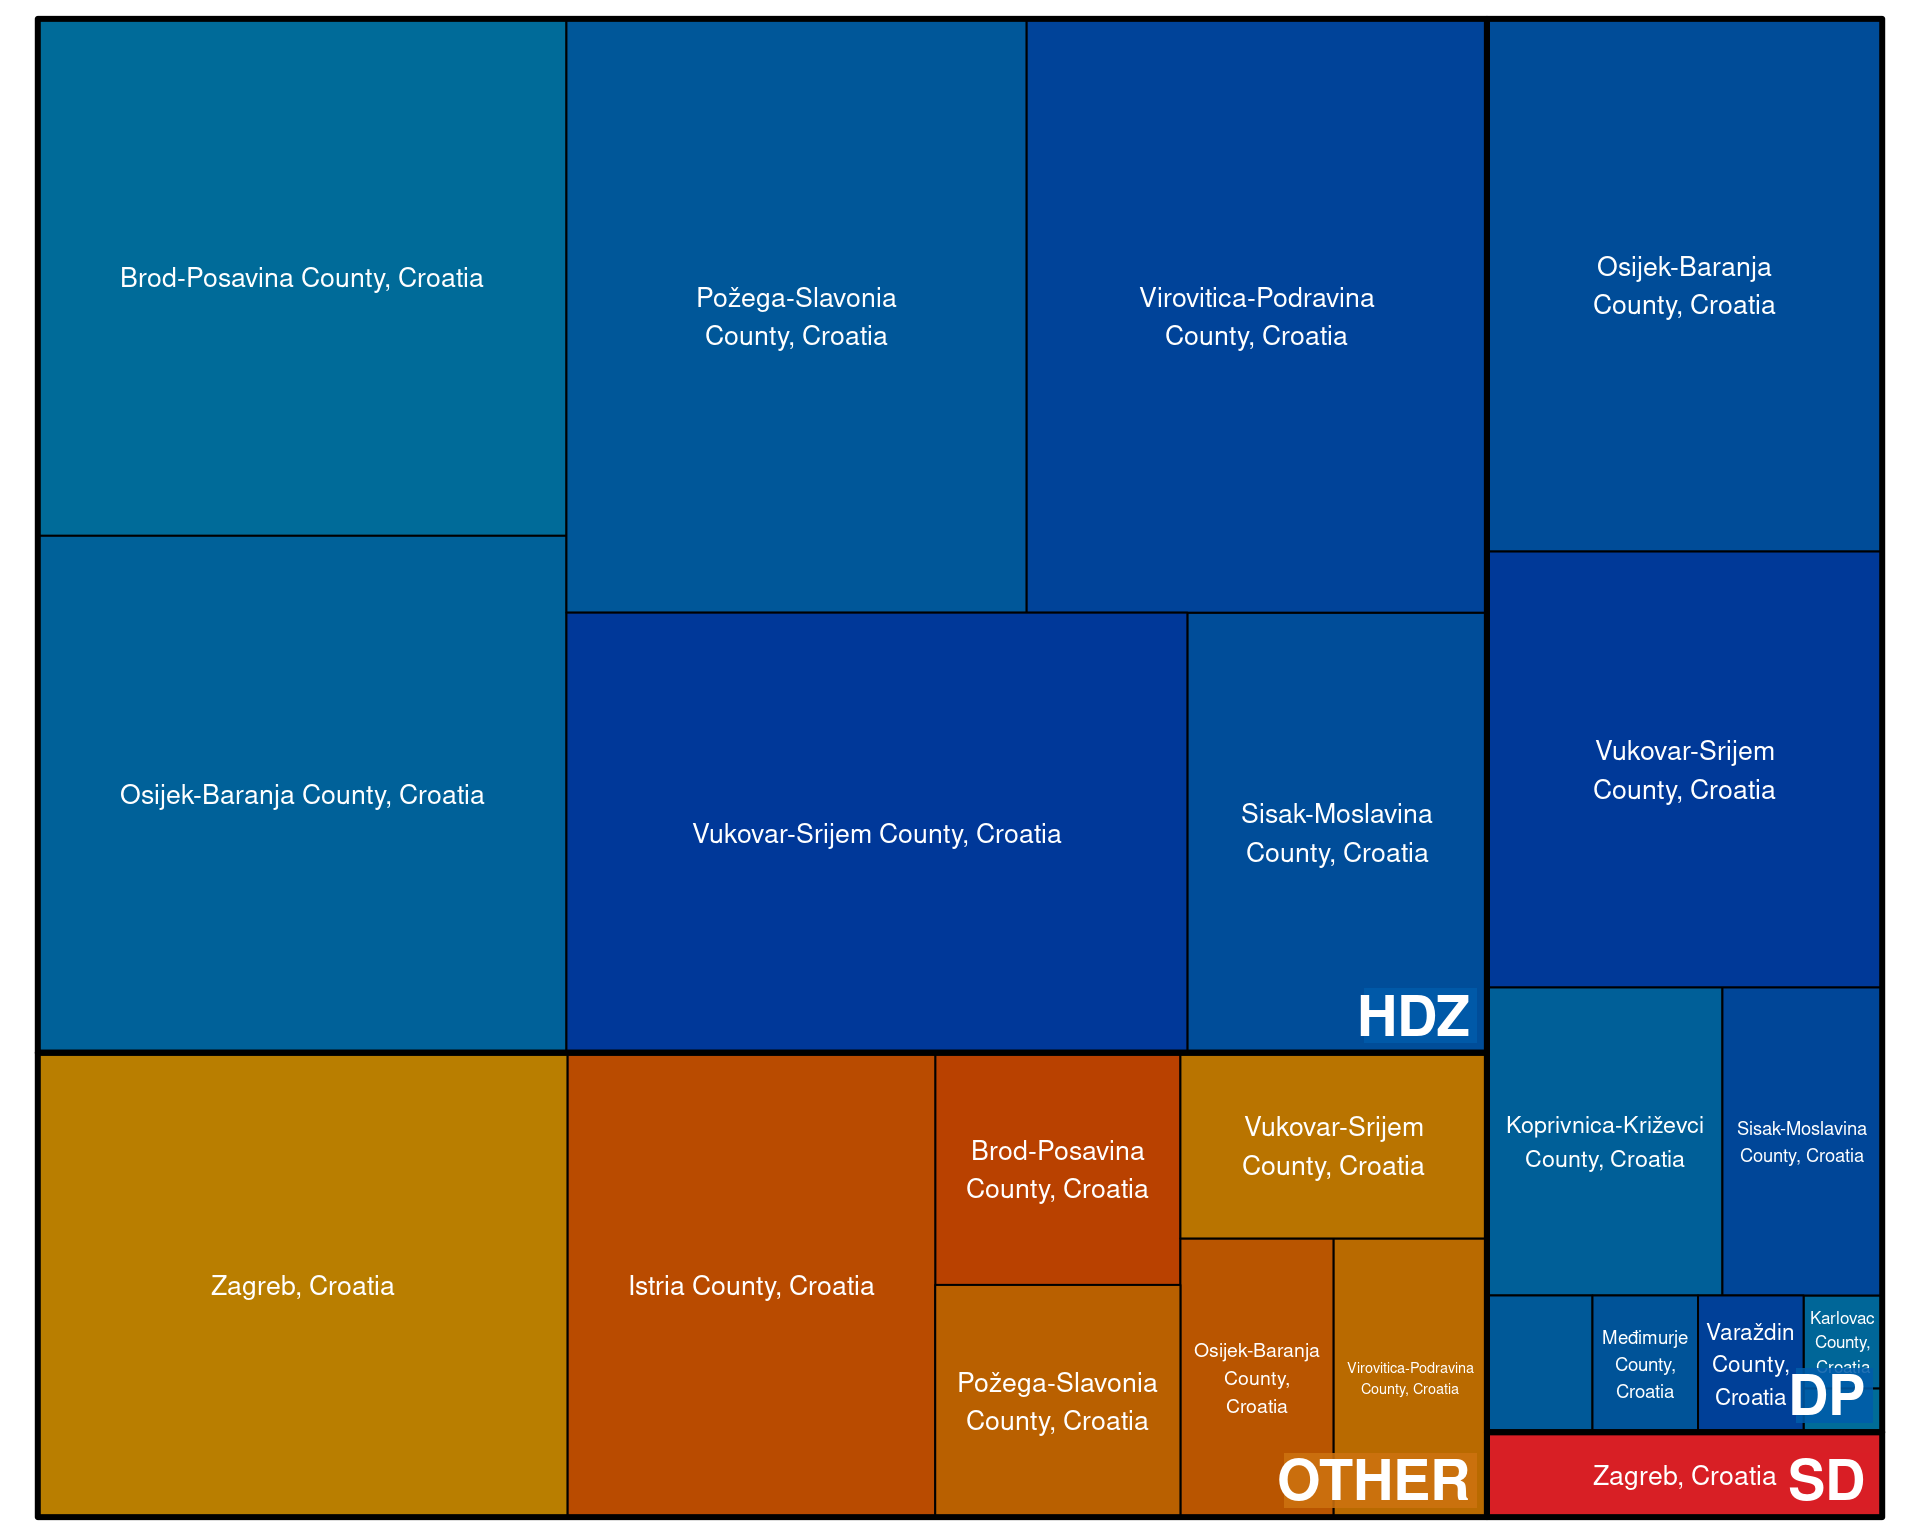 Brod-Posavina County, Croatia
Osijek-Baranja County, Croatia
Požega-Slavonia
County, Croatia
Virovitica-Podravina
County, Croatia
Vukovar-Srijem County, Croatia
Sisak-Moslavina
County, Croatia
HDZ
Zagreb, Croatia
Istria County, Croatia
Brod-Posavina
County, Croatia
Požega-Slavonia
County, Croatia
Vukovar-Srijem
County, Croatia
Osijek-Baranja
County,
Croatia
Virovitica-Podravina
County, Croatia
OTHER
Osijek-Baranja
County, Croatia
Vukovar-Srijem
County, Croatia
Koprivnica-Križevci
County, Croatia
Sisak-Moslavina
County, Croatia
Međimurje
County,
Croatia
Varaždin
County,
Croatia
Karlovac
County,
Croatia
DP
Zagreb, Croatia
SD